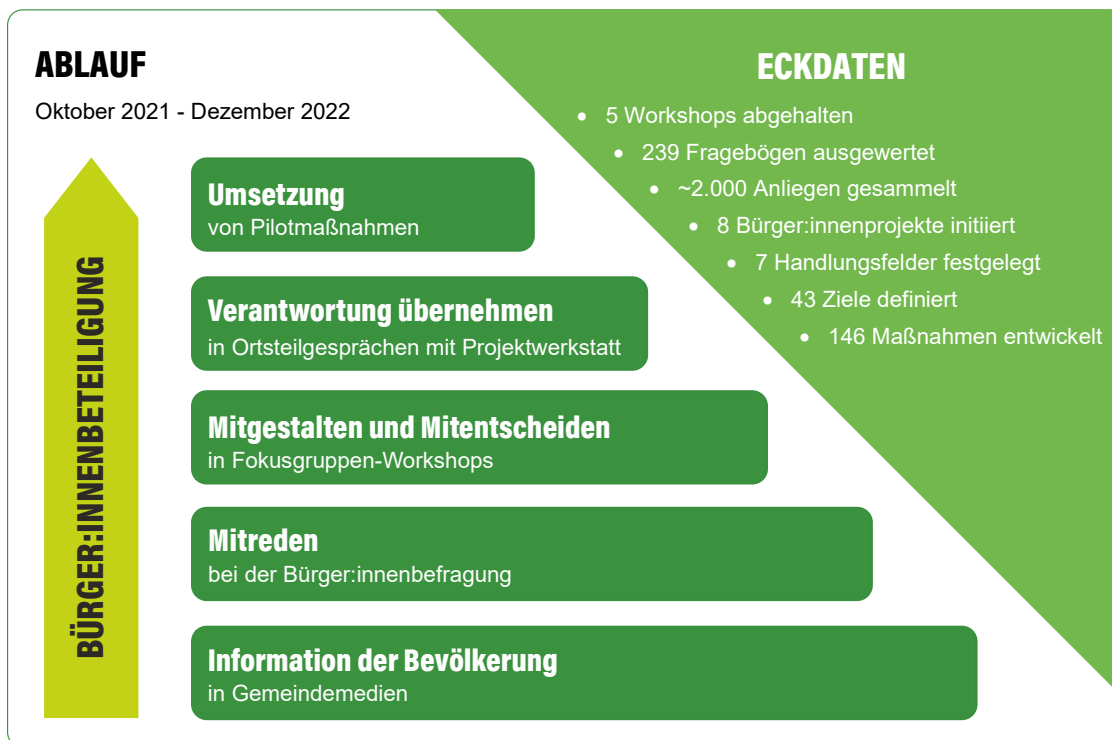 ABLAUF
Oktober 2021 - Dezember 2022
BÜRGER:INNENBETEILIGUNG
Umsetzung
von Pilotmaßnahmen
Verantwortung übernehmen
in Ortsteilgesprächen mit Projektwerkstatt
Mitgestalten und Mitentscheiden
in Fokusgruppen-Workshops
Mitreden
bei der Bürger:innenbefragung
Information der Bevölkerung
in Gemeindemedien
ECKDATEN
• 5 Workshops abgehalten
• 239 Fragebögen ausgewertet
• ~2.000 Anliegen gesammelt
• 8 Bürger:innenprojekte initiiert
• 7 Handlungsfelder festgelegt
• 43 Ziele definiert
• 146 Maßnahmen entwickelt